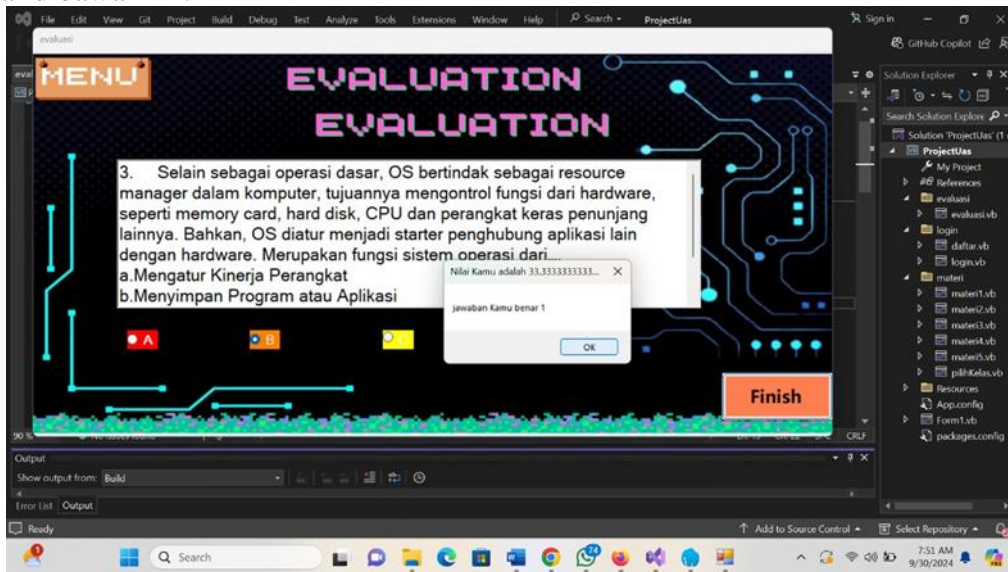 File Edit View Git Project Build Debug Test Analyze Tools Extensions Window Help Search ProjectUas Sign in
evaluasi
GitHub Copilot
MENU
EVALUATION
EVALUATION
3. Selain sebagai operasi dasar, OS bertindak sebagai resource
manager dalam komputer, tujuannya mengontrol fungsi dari hardware,
seperti memory card, hard disk, CPU dan perangkat keras penunjang
lainnya. Bahkan, OS diatur menjadi starter penghubung aplikasi lain
dengan hardware. Merupakan fungsi sistem operasi dari....
a.Mengatur Kinerja Perangkat
b.Menyimpan Program atau Aplikasi
Nilai Kamu adalah 33.3333333333...
jawaban Kamu benar 1
OK
A
B
Finish
Solution Explorer
Search Solution Explore
Solution 'ProjectUas' (1
ProjectUas
My Project
References
evaluasi
evaluasi.vb
login
daftar.vb
login.vb
materi
materi1.vb
materi2.vb
materi3.vb
materi4.vb
materi5.vb
pilihKelas.vb
Resources
App.config
Form1.vb
packages.config
90 %
CRLF
Output
Show output from: Build
Error List Output
Ready
Add to Source Control Select Repository
Search
7:51 AM
9/30/2024